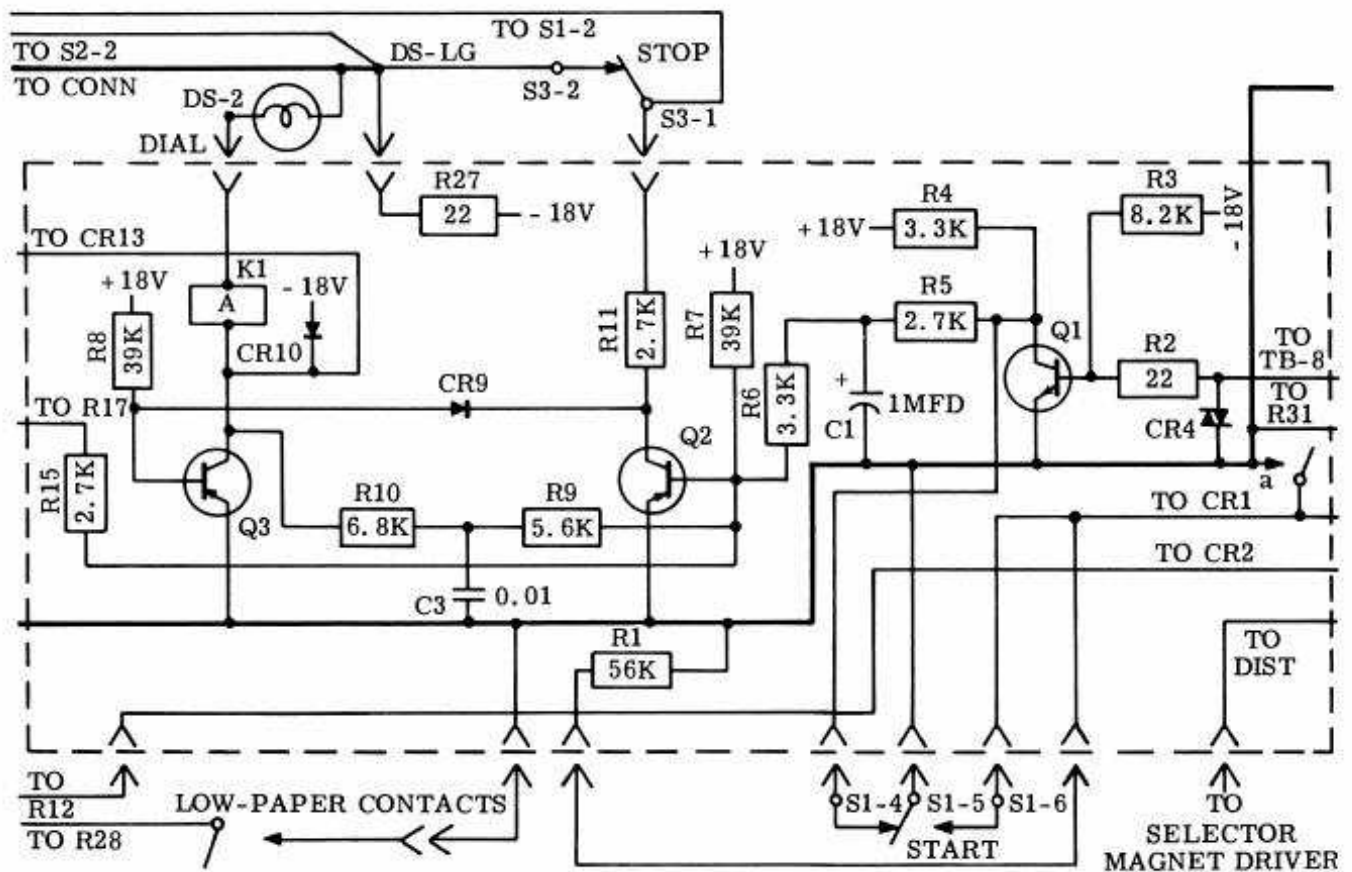 TO S1-2
TO S2-2
DS-LG
STOP
TO CONN
DS-2
S3-2
S3-1
DIAL
R27
22
- 18V
R4
+18V
3.3K
R3
8.2K
-18V
TO CR13
K1
A
+18V
- 18V
R8
39K
CR10
R11
2.7K
+18V
R7
39K
R5
2.7K
Q1
R2
22
TO
TB-8
TO
R31
CR9
R6
3.3K
+
1MFD
C1
CR4
TO R17
Q2
a
R15
2.7K
Q3
R10
6.8K
R9
5.6K
TO CR1
TO CR2
C3
0.01
R1
56K
TO
DIST
TO
R12
TO R28
LOW-PAPER CONTACTS
S1-4
S1-5
S1-6
START
TO
SELECTOR
MAGNET DRIVER